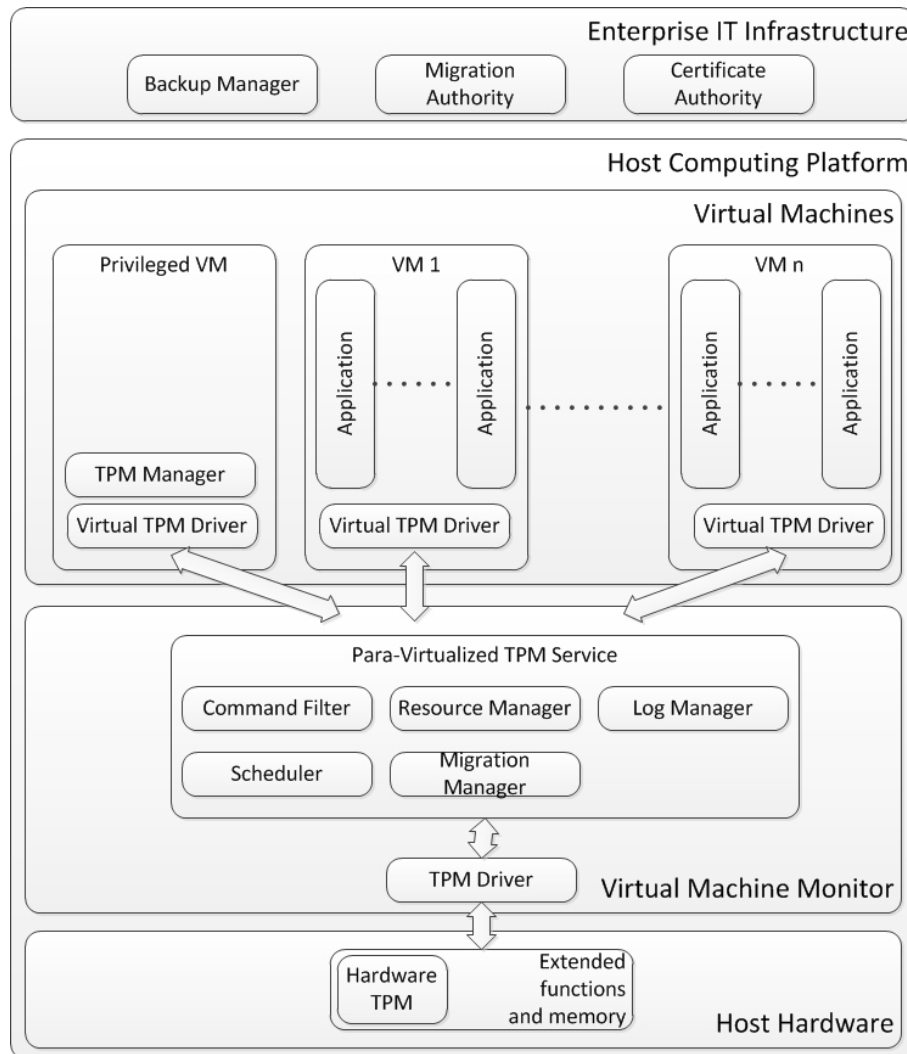 Enterprise IT Infrastructure
Backup Manager
Migration
Authority
Certificate
Authority
Host Computing Platform
Virtual Machines
Privileged VM
TPM Manager
Virtual TPM Driver
VM 1
Application
Application
Virtual TPM Driver
VM n
Application
Application
Virtual TPM Driver
Para-Virtualized TPM Service
Command Filter
Resource Manager
Log Manager
Scheduler
Migration
Manager
TPM Driver
Virtual Machine Monitor
Hardware
TPM
Extended
functions
and memory
Host Hardware